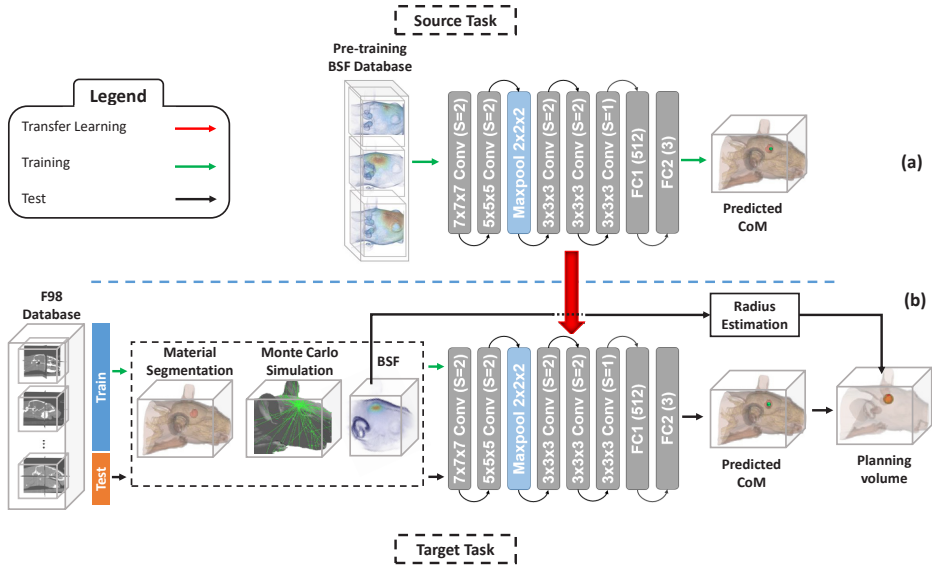 Source Task
Pre-training
BSF Database
Legend
Transfer Learning
Training
Test
7x7x7 Conv (S=2)
5x5x5 Conv (S=2)
Maxpool 2x2x2
3x3x3 Conv (S=2)
3x3x3 Conv (S=2)
3x3x3 Conv (S=1)
FC1 (512)
FC2 (3)
(a)
Predicted
CoM
F98
Database
(b)
Train
Test
Material
Segmentation
Monte Carlo
Simulation
BSF
Radius
Estimation
7x7x7 Conv (S=2)
5x5x5 Conv (S=2)
Maxpool 2x2x2
3x3x3 Conv (S=2)
3x3x3 Conv (S=2)
3x3x3 Conv (S=1)
FC1 (512)
FC2 (3)
...
Predicted
CoM
Planning
volume
Target Task